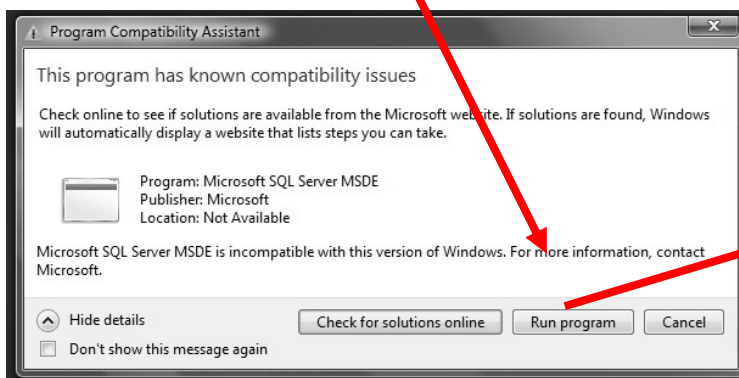 Program Compatibility Assistant
This program has known compatibility issues
Check online to see if solutions are available from the Microsoft website. If solutions are found, Windows
will automatically display a website that lists steps you can take.
Program: Microsoft SQL Server MSDE
Publisher: Microsoft
Location: Not Available
Microsoft SQL Server MSDE is incompatible with this version of Windows. For more information, contact
Microsoft.
Hide details
Check for solutions online
Run program
Cancel
Don't show this message again